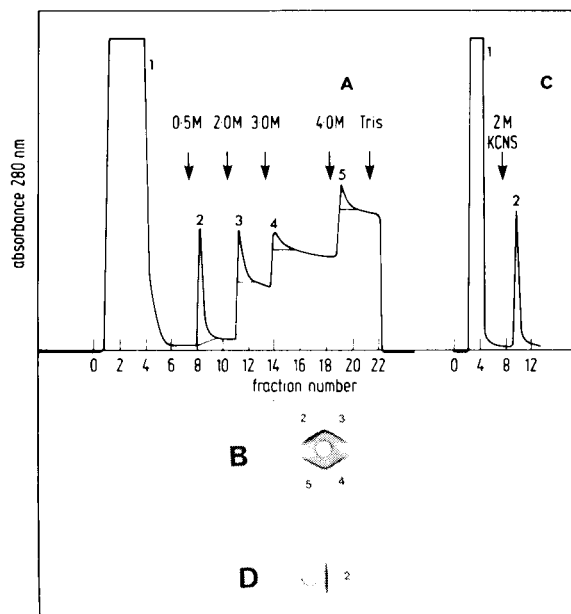 A
C
1
0·5M 2·0M 3·0M 4·0M Tris
2 3 4 5
1
2M
KCNS
2
absorbance 280 nm
0 2 4 6 8 10 12 14 16 18 20 22
0 4 8 12
fraction number
B
2 3
5 4
D
2